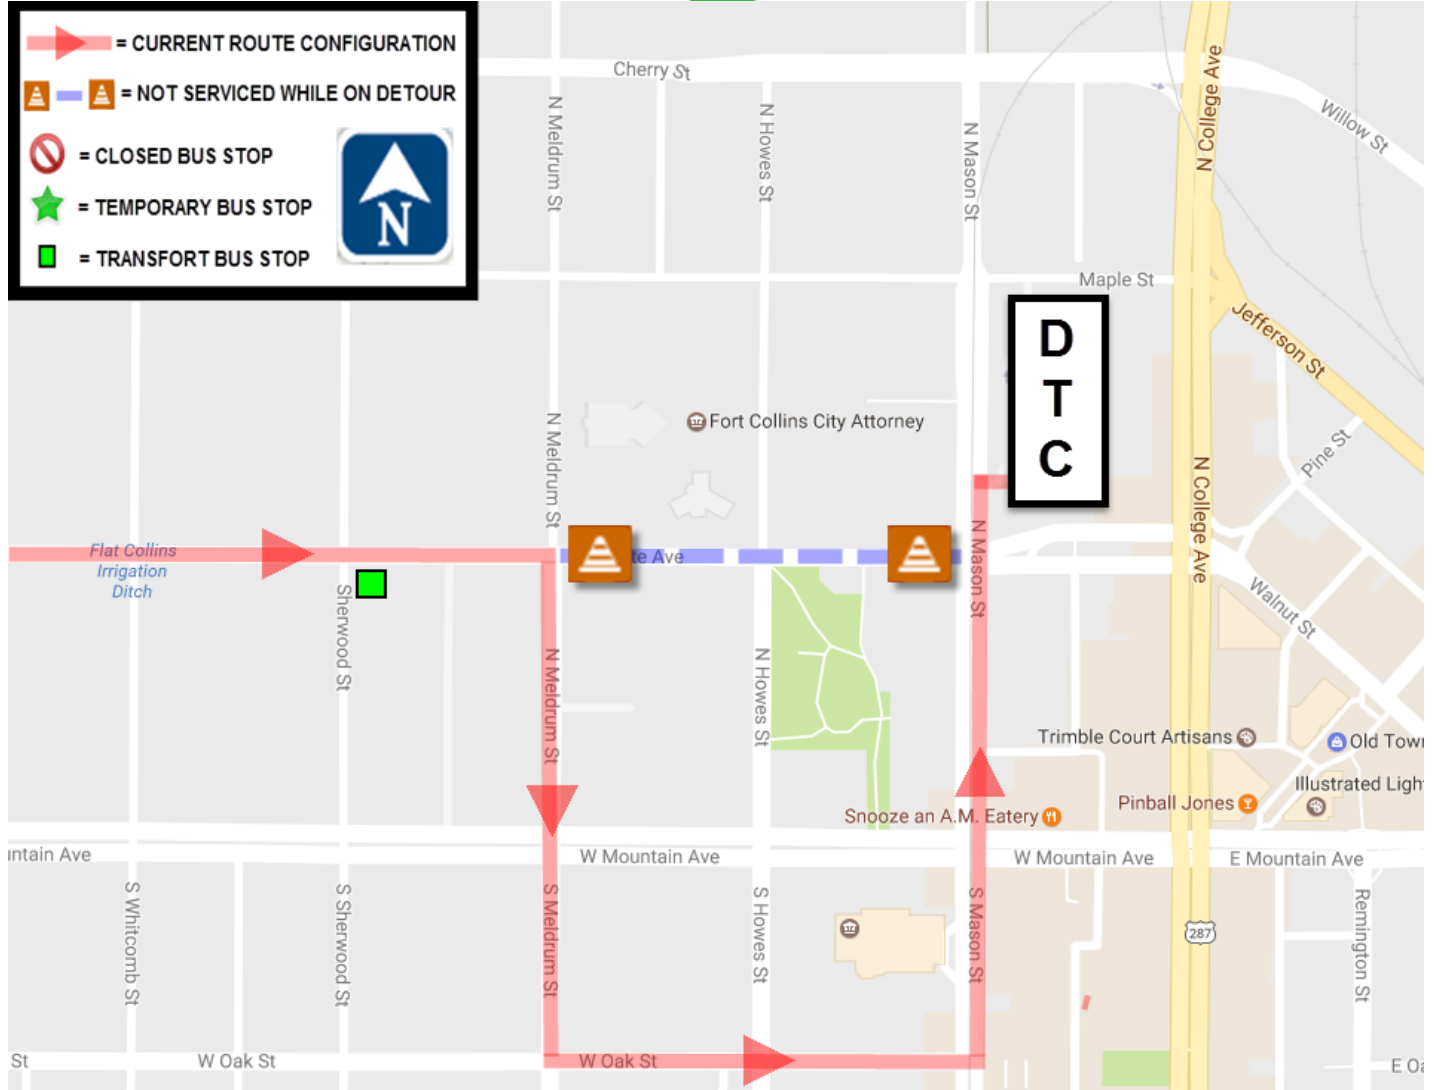 = CURRENT ROUTE CONFIGURATION
= NOT SERVICED WHILE ON DETOUR
= CLOSED BUS STOP
= TEMPORARY BUS STOP
= TRANSFORT BUS STOP
N
Cherry St
N Meldrum St
N Howes St
N Mason St
N College Ave
Willow St
Maple St
Jefferson St
D
T
C
Fort Collins City Attorney
N Meldrum St
Pine St
N College Ave
Flat Collins
Irrigation
Ditch
te Ave
N Mason St
Walnut St
Sherwood St
N Meldrum St
N Howes St
Trimble Court Artisans
Old Town
Illustrated Ligh
Pinball Jones
Snooze an A.M. Eatery
untain Ave
W Mountain Ave
W Mountain Ave
E Mountain Ave
S Whitcomb St
S Sherwood St
S Meldrum St
S Howes St
S Mason St
287
Remington St
St
W Oak St
W Oak St
E Oa